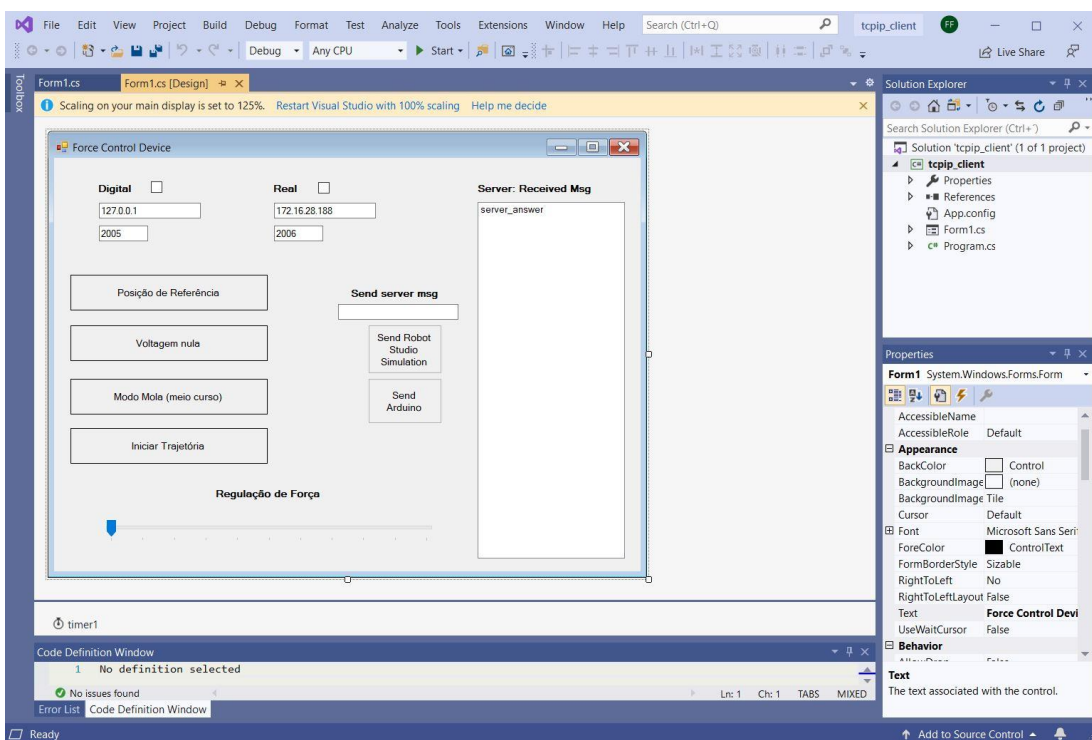 File Edit View Project Build Debug Format Test Analyze Tools Extensions Window Help Search (Ctrl+Q) tcpip_client FF
Debug Any CPU Start Live Share
Toolbox
Form1.cs Form1.cs [Design]
Scaling on your main display is set to 125%. Restart Visual Studio with 100% scaling Help me decide
Force Control Device
Digital Real Server: Received Msg
127.0.0.1 172.16.28.188 server_answer
2005 2006
Posição de Referência
Send server msg
Voltagem nula
Send Robot
Studio
Simulation
Modo Mola (meio curso)
Send
Arduino
Iniciar Trajetória
Regulação de Força
timer1
Code Definition Window
1 No definition selected
No issues found Ln: 1 Ch: 1 TABS MIXED
Error List Code Definition Window
Ready Add to Source Control
Solution Explorer
Search Solution Explorer (Ctrl+~)
Solution 'tcpip_client' (1 of 1 project)
C# tcpip_client
Properties
References
App.config
Form1.cs
C# Program.cs
Properties
Form1 System.Windows.Forms.Form
AccessibleName
AccessibleRole Default
Appearance
BackColor Control
BackgroundImage (none)
BackgroundImage Tile
Cursor Default
Font Microsoft Sans Seri
ForeColor ControlText
FormBorderStyle Sizable
RightToLeft No
RightToLeftLayout False
Text Force Control Devi
UseWaitCursor False
Behavior
Text
The text associated with the control.